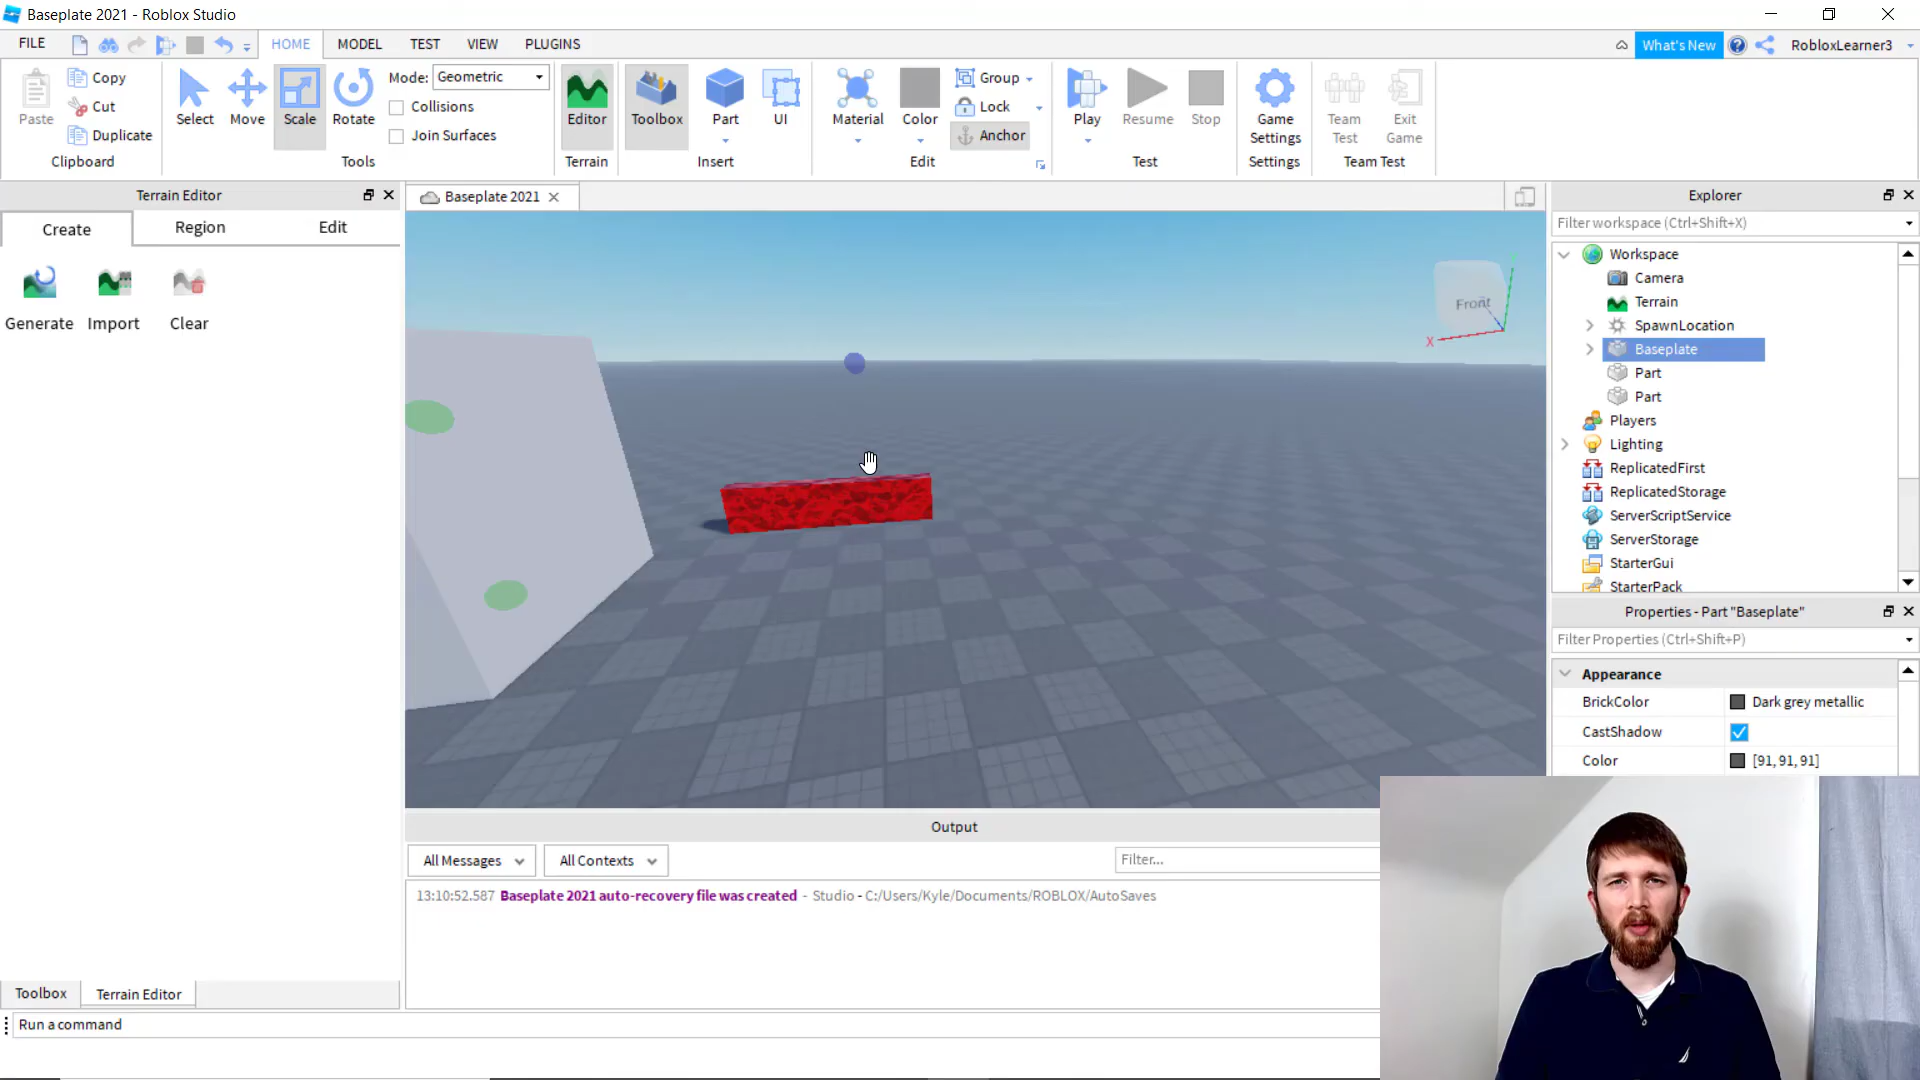 Baseplate 2021 - Roblox Studio
FILE HOME MODEL TEST VIEW PLUGINS What's New RobloxLearner3
Paste Copy Cut Duplicate
Clipboard
Select Move Scale Rotate
Mode: Geometric
Collisions
Join Surfaces
Tools
Editor
Terrain
Toolbox Part UI
Insert
Material Color Group Lock Anchor
Edit
Play Resume Stop
Test
Game Settings
Settings
Team Test Exit Game
Team Test
Terrain Editor
Create Region Edit
Generate Import Clear
Baseplate 2021
Front
X
Explorer
Filter workspace (Ctrl+Shift+X)
Workspace
Camera
Terrain
SpawnLocation
Baseplate
Part
Part
Players
Lighting
ReplicatedFirst
ReplicatedStorage
ServerScriptService
ServerStorage
StarterGui
StarterPack
Properties - Part "Baseplate"
Filter Properties (Ctrl+Shift+P)
Appearance
BrickColor Dark grey metallic
CastShadow
Color [91, 91, 91]
Output
All Messages All Contexts Filter...
13:10:52.587 Baseplate 2021 auto-recovery file was created - Studio - C:/Users/Kyle/Documents/ROBLOX/AutoSaves
Toolbox Terrain Editor
Run a command